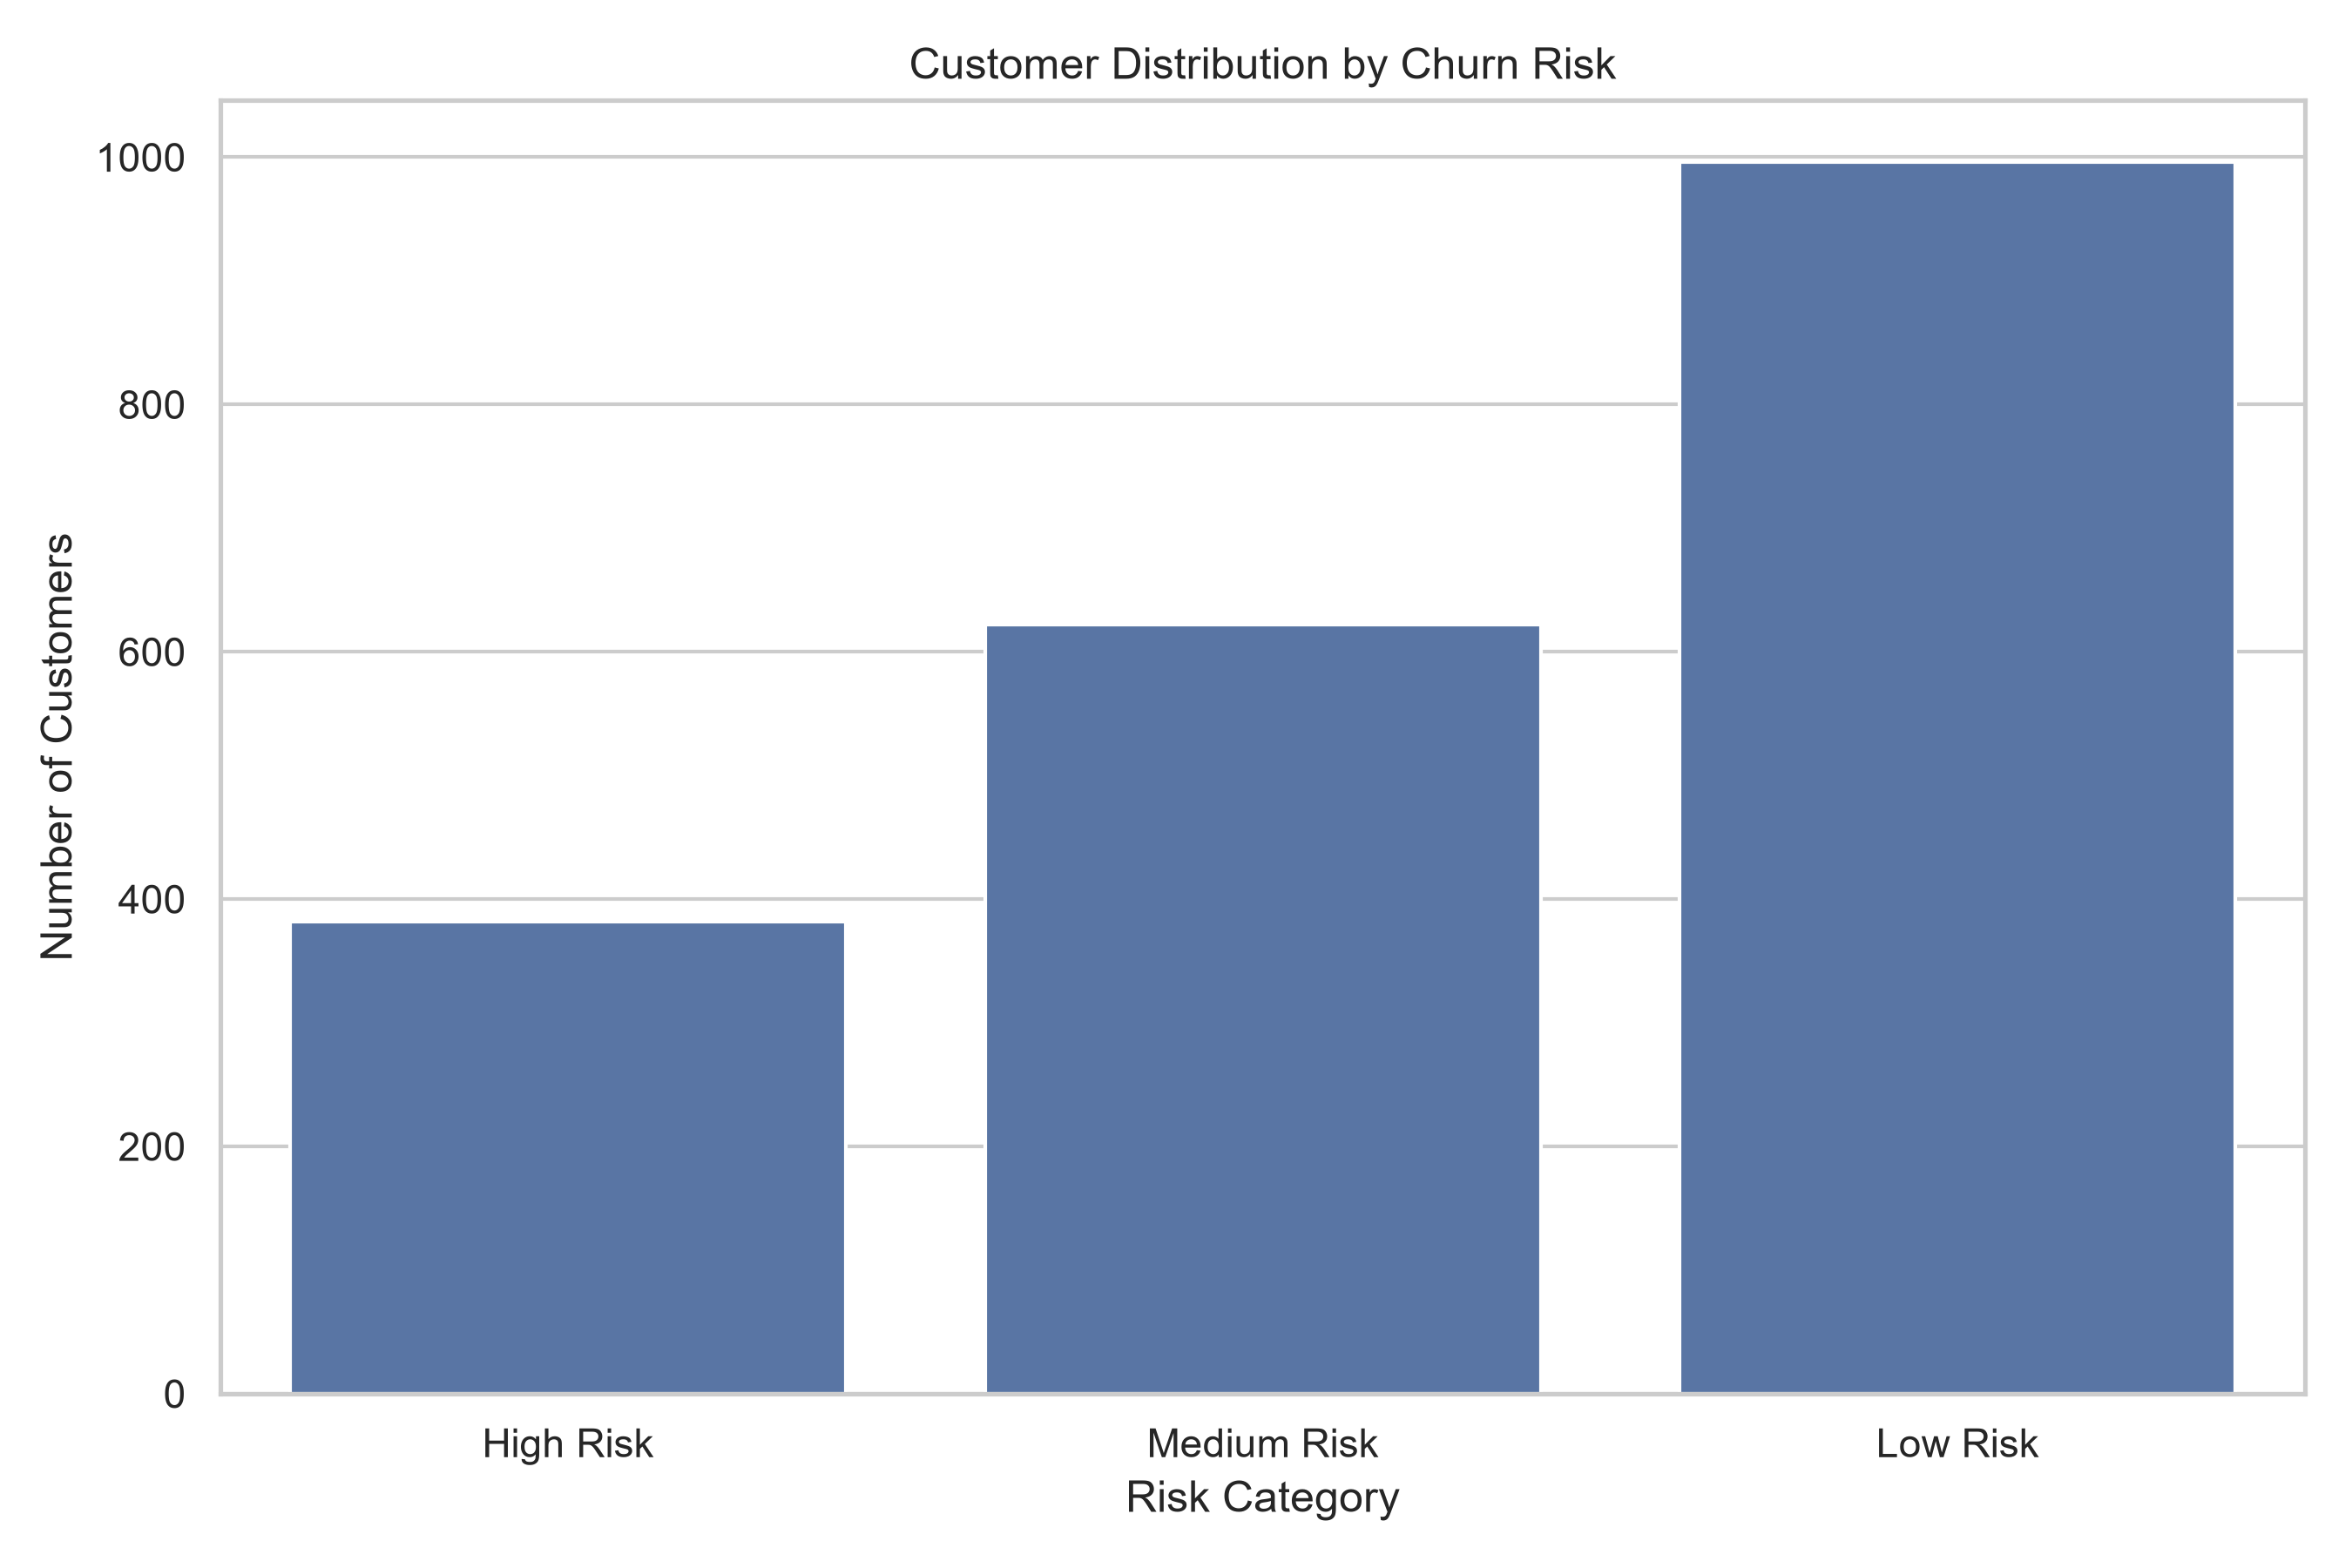 Customer Distribution by Churn Risk
1000
800
600
400
200
0
Number of Customers
High Risk
Medium Risk
Low Risk
Risk Category